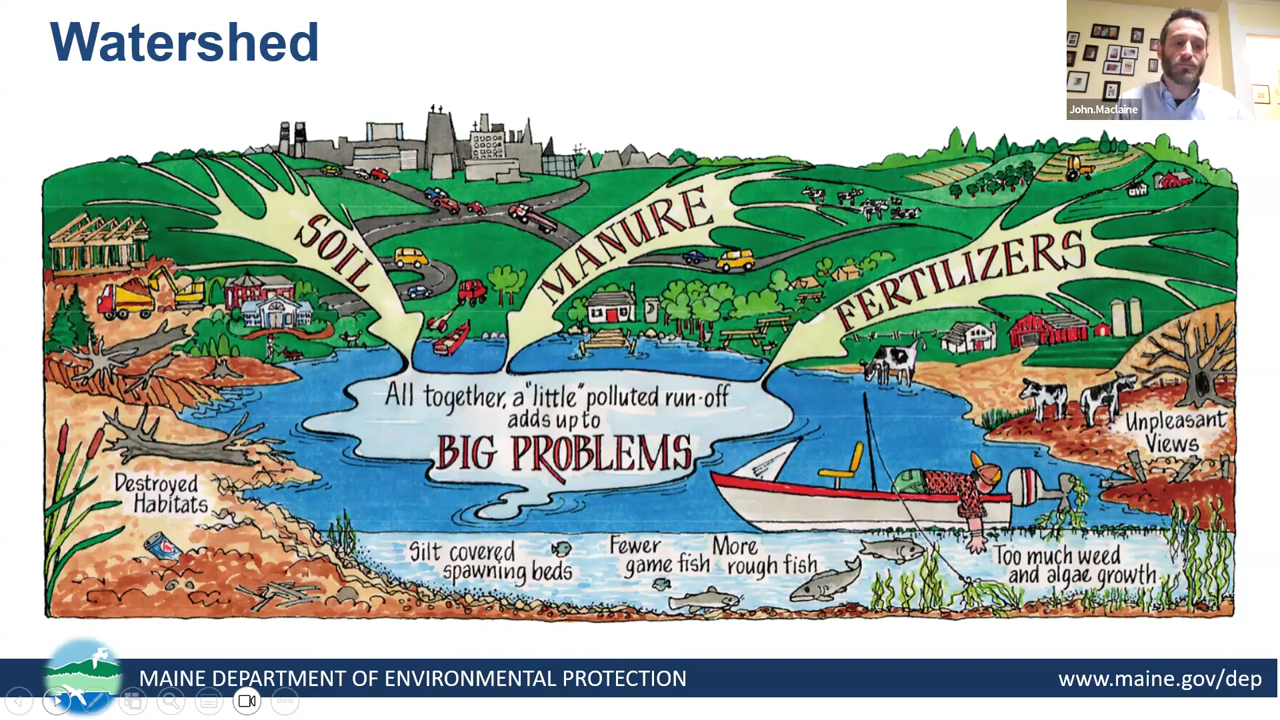 Watershed
John.Maclaine
SOIL
MANURE
FERTILIZERS
All together, a "little" polluted run-off
adds up to
BIG PROBLEMS
Unpleasant
Views
Destroyed
Habitats
Silt covered
spawning beds
Fewer
game fish
More
rough fish
Too much weed
and algae growth
MAINE DEPARTMENT OF ENVIRONMENTAL PROTECTION
www.maine.gov/dep